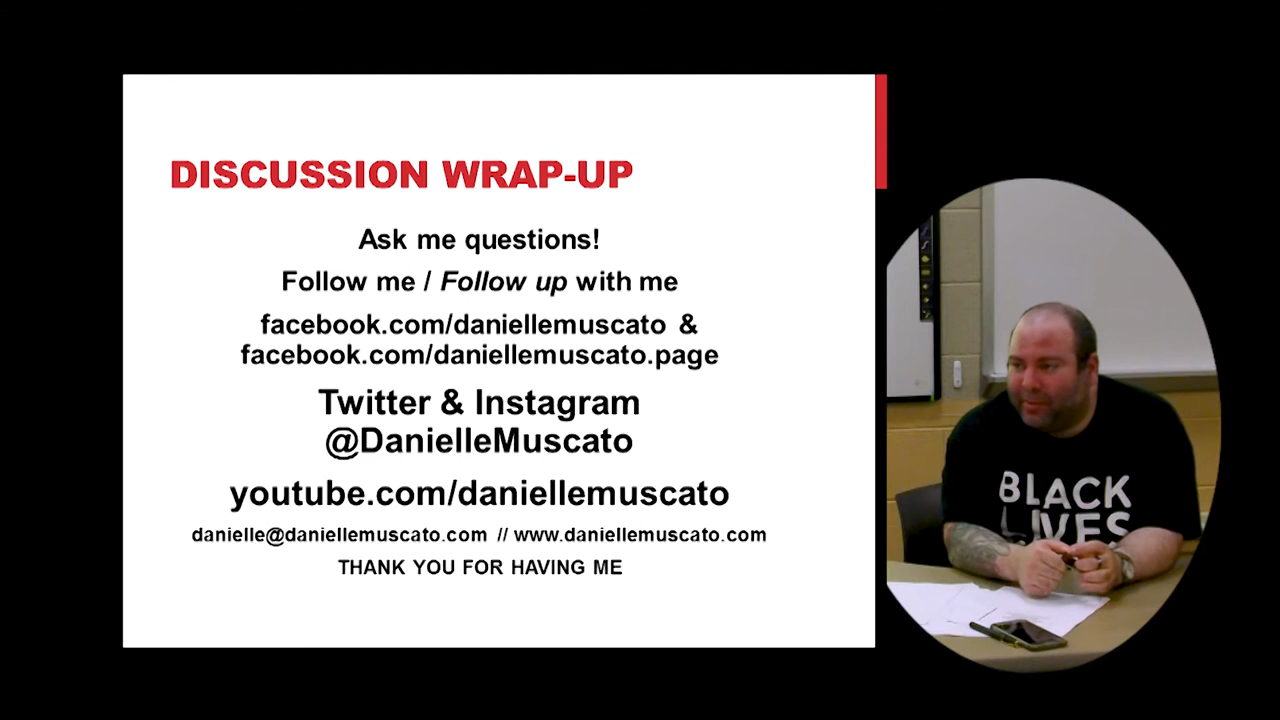 DISCUSSION WRAP-UP
Ask me questions!
Follow me / Follow up with me
facebook.com/daniellemuscato &
facebook.com/daniellemuscato.page
Twitter & Instagram
@DanielleMuscato
youtube.com/daniellemuscato
danielle@daniellemuscato.com // www.daniellemuscato.com
THANK YOU FOR HAVING ME
BLACK
LIVES